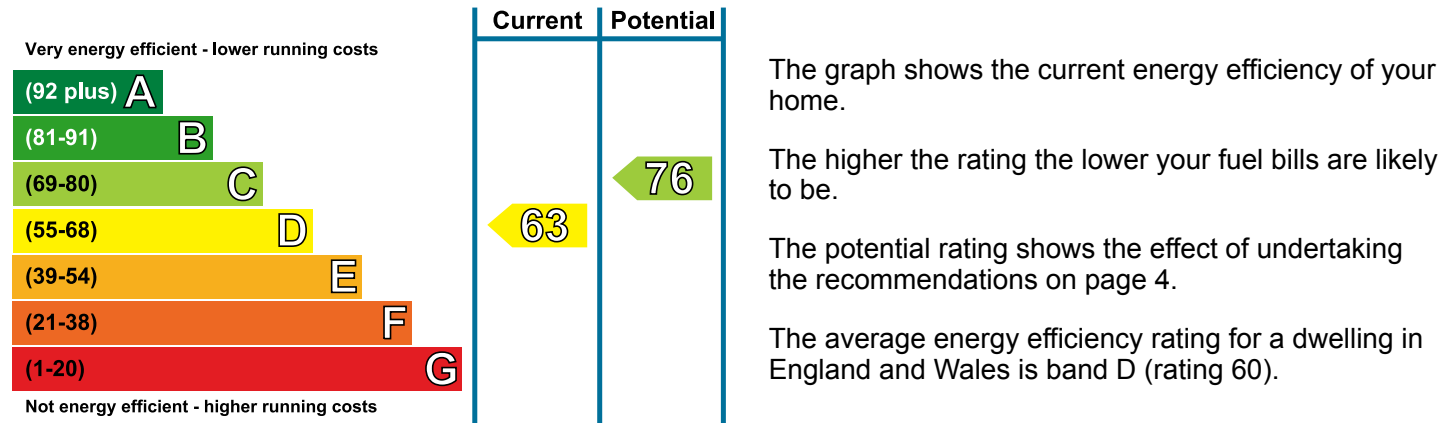 Current Potential
Very energy efficient - lower running costs
(92 plus) A
(81-91) B
(69-80) C
76
(55-68) D
63
(39-54) E
(21-38) F
(1-20) G
Not energy efficient - higher running costs
The graph shows the current energy efficiency of your
home.
The higher the rating the lower your fuel bills are likely
to be.
The potential rating shows the effect of undertaking
the recommendations on page 4.
The average energy efficiency rating for a dwelling in
England and Wales is band D (rating 60).